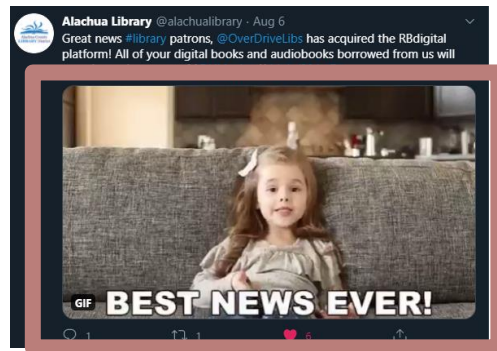 Alachua Library @alachualibrary · Aug 6
Great news #library patrons, @OverDriveLibs has acquired the RBdigital
platform! All of your digital books and audiobooks borrowed from us will
GIF BEST NEWS EVER!
1 1 6